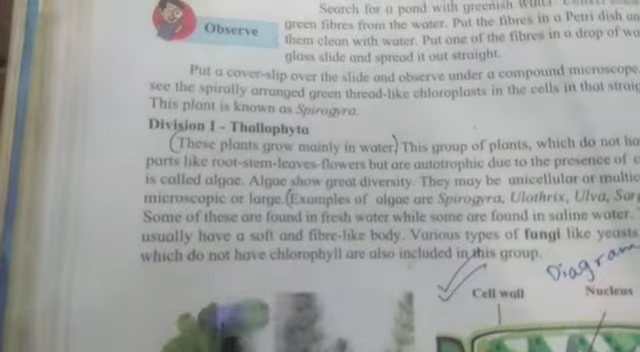 Search for a pond with greenish water.
Observe
green fibres from the water. Put the fibres in a Petri dish
them clean with water. Put one of the fibres in a drop of
glass slide and spread it out straight.
Put a cover-slip over the slide and observe under a compound microscope
see the spirally arranged green thread-like chloroplasts in the cells in that
This plant is known as Spirogyra.
Division I - Thallophyta
(These plants grow mainly in water) This group of plants, which do not
parts like root-stem-leaves-flowers but are autotrophic due to the presence of
is called algae. Algae show great diversity. They may be unicellular or
microscopic or large. (Examples of algae are Spirogyra, Ulothrix, Ulva,
Some of these are found in fresh water while some are found in saline water.
usually have a soft and fibre-like body. Various types of fungi like yeasts
which do not have chlorophyll are also included in this group.
Diagram
Cell wall
Nucleus